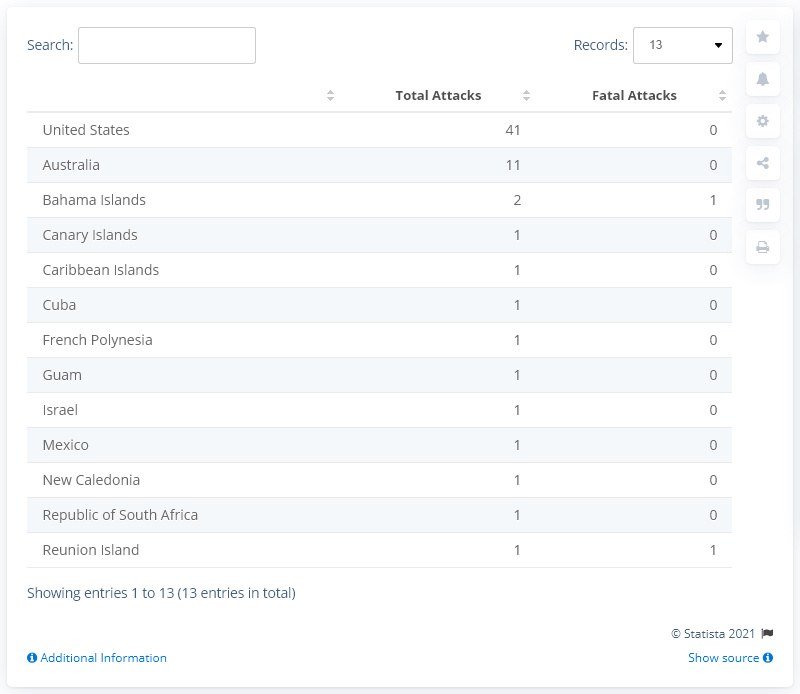 Search: Records: 13
Total Attacks Fatal Attacks
United States 41 0
Australia 11 0
Bahama Islands 2 1
Canary Islands 1 0
Caribbean Islands 1 0
Cuba 1 0
French Polynesia 1 0
Guam 1 0
Israel 1 0
Mexico 1 0
New Caledonia 1 0
Republic of South Africa 1 0
Reunion Island 1 1
Showing entries 1 to 13 (13 entries in total)
© Statista 2021
Additional Information Show source